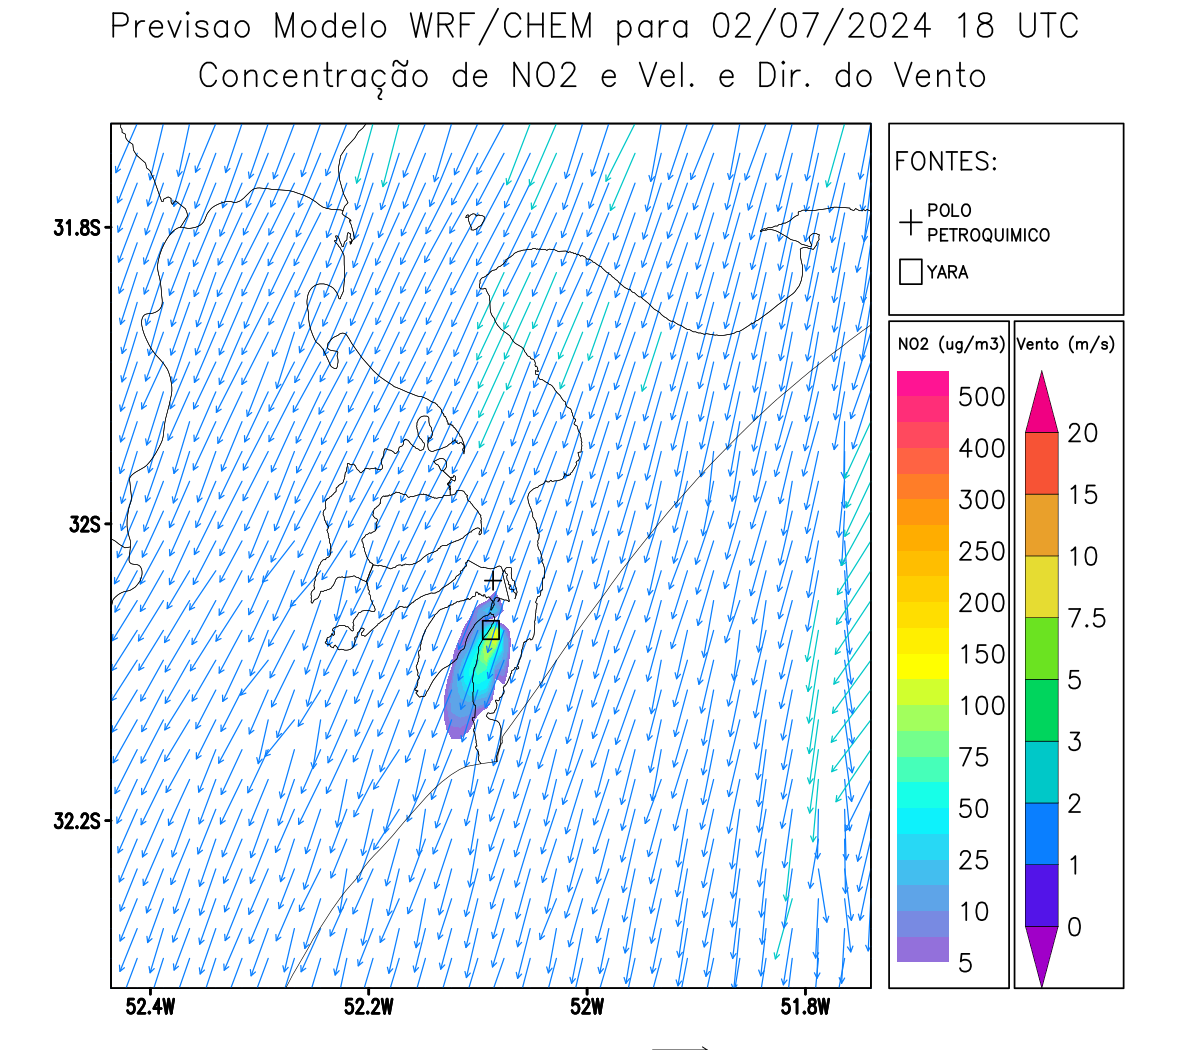 Previsao Modelo WRF/CHEM para 02/07/2024 18 UTC
Concentração de NO2 e Vel. e Dir. do Vento
FONTES:
POLO
PETROQUIMICO
YARA
NO2 (ug/m3)
500
400
300
250
200
150
100
75
50
25
10
5
Vento (m/s)
20
15
10
7.5
5
3
2
1
0
31.8S
32S
32.2S
52.4W
52.2W
52W
51.8W